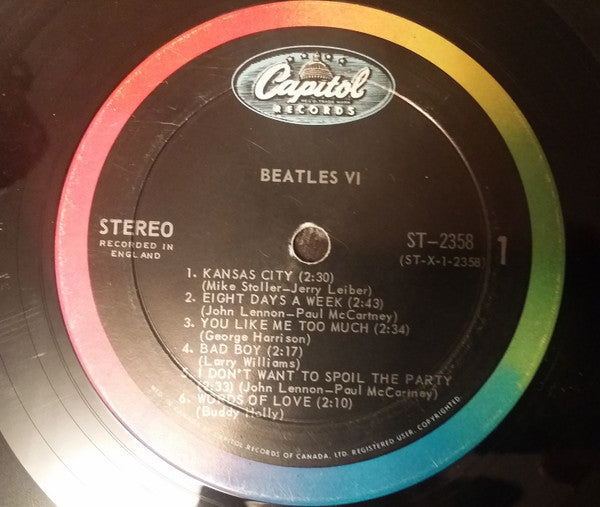 Capitol
REG'D. TRADE MARK
RECORDS
BEATLES VI
STEREO
RECORDED IN
ENGLAND
ST-2358
(ST-X-1-2358)
1
1. KANSAS CITY (2:30)
(Mike Stoller-Jerry Leiber)
2. EIGHT DAYS A WEEK (2:43)
(John Lennon-Paul McCartney)
3. YOU LIKE ME TOO MUCH (2:34)
(George Harrison)
4. BAD BOY (2:17)
(Larry Williams)
5. I DON'T WANT TO SPOIL THE PARTY
(2:33) (John Lennon-Paul McCartney)
6. WORDS OF LOVE (2:10)
(Buddy Holly)
CAPITOL RECORDS OF CANADA, LTD. REGISTERED USER. COPYRIGHTED.